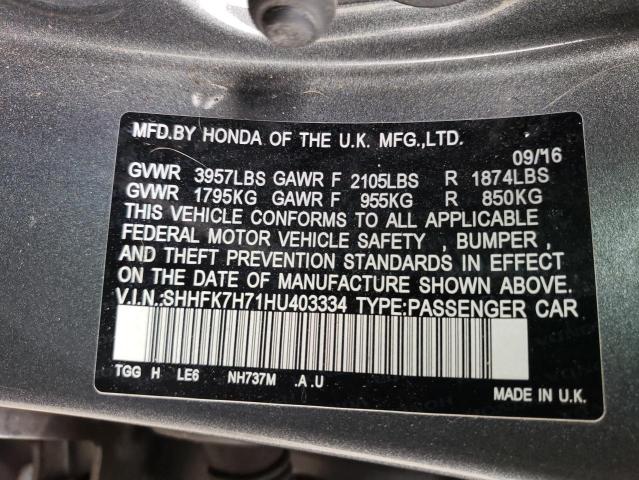 MFD.BY HONDA OF THE U.K. MFG.,LTD.
09/16
GVWR 3957LBS GAWR F 2105LBS R 1874LBS
GVWR 1795KG GAWR F 955KG R 850KG
THIS VEHICLE CONFORMS TO ALL APPLICABLE
FEDERAL MOTOR VEHICLE SAFETY , BUMPER ,
AND THEFT PREVENTION STANDARDS IN EFFECT
ON THE DATE OF MANUFACTURE SHOWN ABOVE.
V.I.N.:SHHFK7H71HU403334 TYPE:PASSENGER CAR
TGG H LE6 NH737M .A .U
MADE IN U.K.